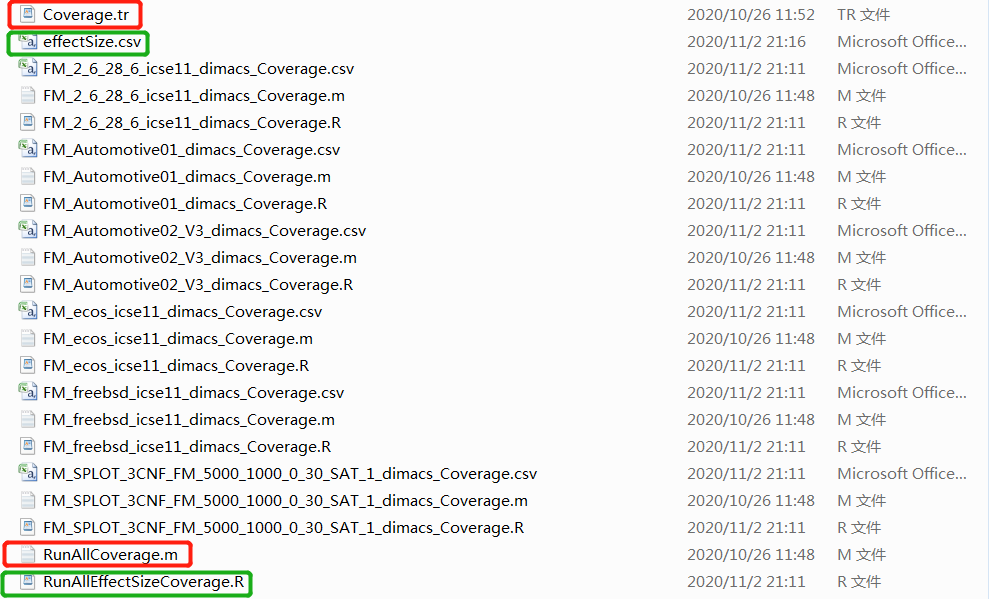 Coverage.tr 2020/10/26 11:52 TR 文件
effectSize.csv 2020/11/2 21:16 Microsoft Office...
FM_2_6_28_6_icse11_dimacs_Coverage.csv 2020/11/2 21:11 Microsoft Office...
FM_2_6_28_6_icse11_dimacs_Coverage.m 2020/10/26 11:48 M 文件
FM_2_6_28_6_icse11_dimacs_Coverage.R 2020/11/2 21:11 R 文件
FM_Automotive01_dimacs_Coverage.csv 2020/11/2 21:11 Microsoft Office...
FM_Automotive01_dimacs_Coverage.m 2020/10/26 11:48 M 文件
FM_Automotive01_dimacs_Coverage.R 2020/11/2 21:11 R 文件
FM_Automotive02_V3_dimacs_Coverage.csv 2020/11/2 21:11 Microsoft Office...
FM_Automotive02_V3_dimacs_Coverage.m 2020/10/26 11:48 M 文件
FM_Automotive02_V3_dimacs_Coverage.R 2020/11/2 21:11 R 文件
FM_ecos_icse11_dimacs_Coverage.csv 2020/11/2 21:11 Microsoft Office...
FM_ecos_icse11_dimacs_Coverage.m 2020/10/26 11:48 M 文件
FM_ecos_icse11_dimacs_Coverage.R 2020/11/2 21:11 R 文件
FM_freebsd_icse11_dimacs_Coverage.csv 2020/11/2 21:11 Microsoft Office...
FM_freebsd_icse11_dimacs_Coverage.m 2020/10/26 11:48 M 文件
FM_freebsd_icse11_dimacs_Coverage.R 2020/11/2 21:11 R 文件
FM_SPLOT_3CNF_FM_5000_1000_0_30_SAT_1_dimacs_Coverage.csv 2020/11/2 21:11 Microsoft Office...
FM_SPLOT_3CNF_FM_5000_1000_0_30_SAT_1_dimacs_Coverage.m 2020/10/26 11:48 M 文件
FM_SPLOT_3CNF_FM_5000_1000_0_30_SAT_1_dimacs_Coverage.R 2020/11/2 21:11 R 文件
RunAllCoverage.m 2020/10/26 11:48 M 文件
RunAllEffectSizeCoverage.R 2020/11/2 21:11 R 文件